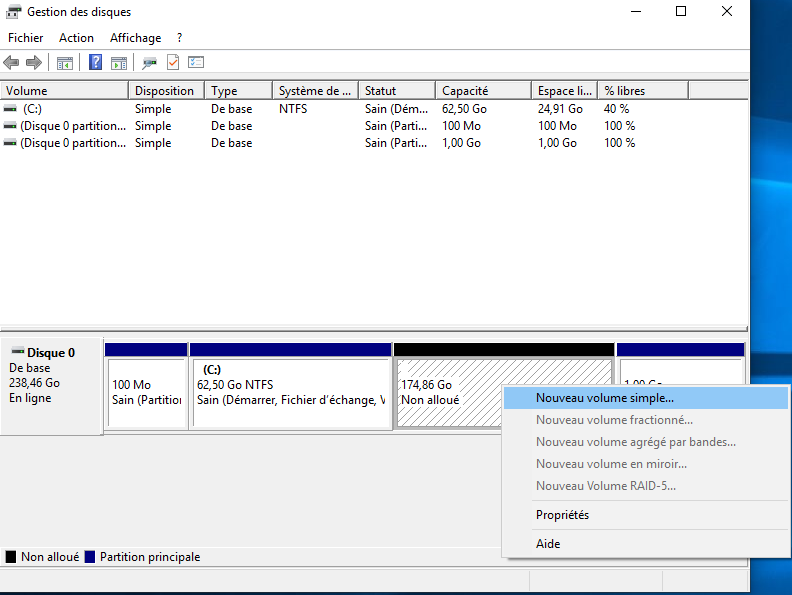 Gestion des disques
Fichier Action Affichage ?
Volume Disposition Type Système de ... Statut Capacité Espace li... % libres
(C:) Simple De base NTFS Sain (Dém... 62,50 Go 24,91 Go 40 %
(Disque 0 partition... Simple De base Sain (Parti... 100 Mo 100 Mo 100 %
(Disque 0 partition... Simple De base Sain (Parti... 1,00 Go 1,00 Go 100 %
Disque 0
De base
238,46 Go
En ligne
100 Mo
Sain (Partition
(C:)
62,50 Go NTFS
Sain (Démarrer, Fichier d'échange, V
174,86 Go
Non alloué
1,00 Go
Nouveau volume simple...
Nouveau volume fractionné...
Nouveau volume agrégé par bandes...
Nouveau volume en miroir...
Nouveau Volume RAID-5...
Propriétés
Aide
Non alloué Partition principale